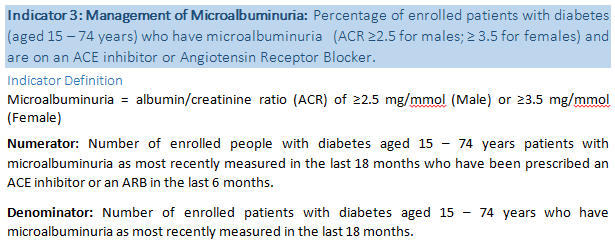 Indicator 3: Management of Microalbuminuria: Percentage of enrolled patients with diabetes
(aged 15 – 74 years) who have microalbuminuria (ACR ≥2.5 for males; ≥ 3.5 for females) and
are on an ACE inhibitor or Angiotensin Receptor Blocker.
Indicator Definition
Microalbuminuria = albumin/creatinine ratio (ACR) of ≥2.5 mg/mmol (Male) or ≥3.5 mg/mmol
(Female)
Numerator: Number of enrolled people with diabetes aged 15 – 74 years patients with
microalbuminuria as most recently measured in the last 18 months who have been prescribed an
ACE inhibitor or an ARB in the last 6 months.
Denominator: Number of enrolled patients with diabetes aged 15 – 74 years who have
microalbuminuria as most recently measured in the last 18 months.